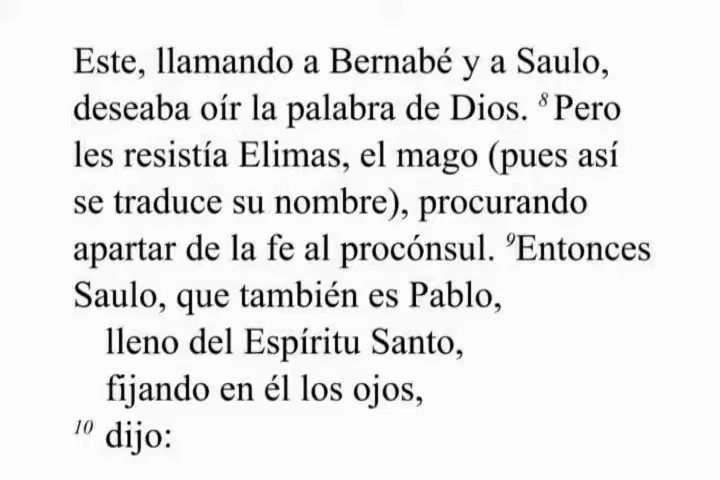 Este, llamando a Bernabé y a Saulo,
deseaba oír la palabra de Dios. ⁸ Pero
les resistía Elimas, el mago (pues así
se traduce su nombre), procurando
apartar de la fe al procónsul. ⁹Entonces
Saulo, que también es Pablo,
lleno del Espíritu Santo,
fijando en él los ojos,
¹⁰ dijo: